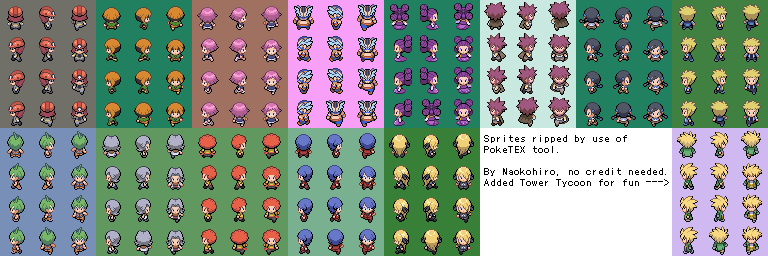 Sprites ripped by use of
PokeTEX tool.
By Naokohiro, no credit needed.
Added Tower Tycoon for fun --->